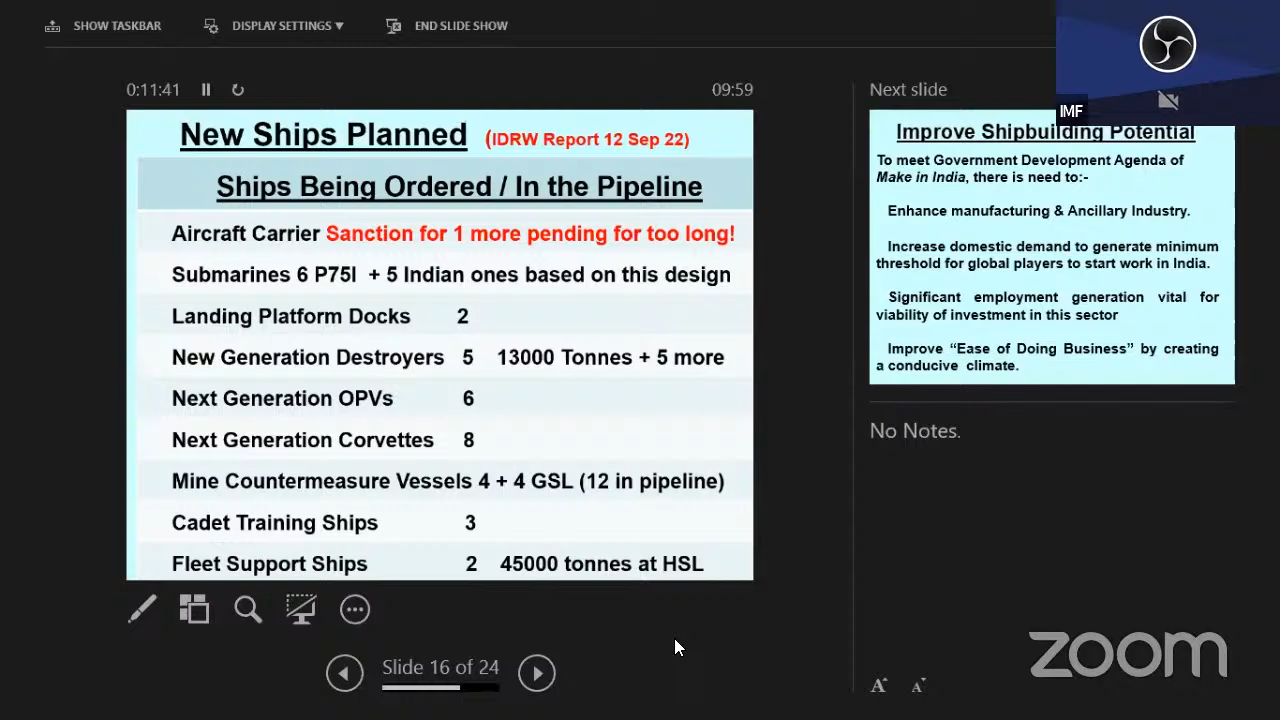 SHOW TASKBAR
DISPLAY SETTINGS
END SLIDE SHOW
0:11:41
09:59
New Ships Planned (IDRW Report 12 Sep 22)
Ships Being Ordered / In the Pipeline
Aircraft Carrier Sanction for 1 more pending for too long!
Submarines 6 P75I + 5 Indian ones based on this design
Landing Platform Docks 2
New Generation Destroyers 5 13000 Tonnes + 5 more
Next Generation OPVs 6
Next Generation Corvettes 8
Mine Countermeasure Vessels 4 + 4 GSL (12 in pipeline)
Cadet Training Ships 3
Fleet Support Ships 2 45000 tonnes at HSL
Slide 16 of 24
Next slide
IMF
Improve Shipbuilding Potential
To meet Government Development Agenda of
Make in India, there is need to:-
Enhance manufacturing & Ancillary Industry.
Increase domestic demand to generate minimum
threshold for global players to start work in India.
Significant employment generation vital for
viability of investment in this sector
Improve “Ease of Doing Business” by creating
a conducive climate.
No Notes.
zoom
A A